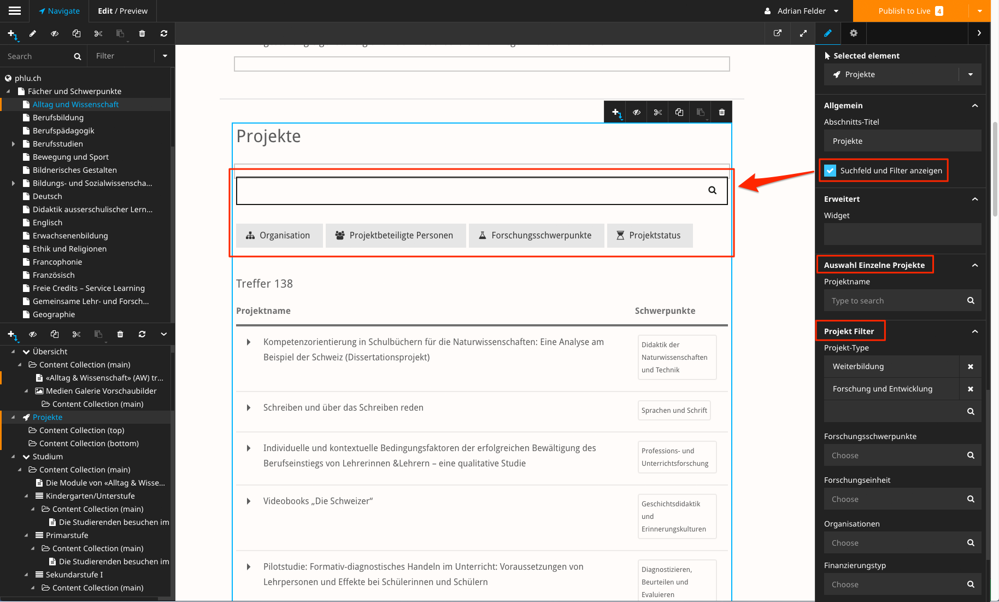 Navigate
Edit / Preview
Adrian Felder
Publish to Live 4
Search
Filter
phlu.ch
Fächer und Schwerpunkte
Alltag und Wissenschaft
Berufsbildung
Berufspädagogik
Berufsstudien
Bewegung und Sport
Bildnerisches Gestalten
Bildungs- und Sozialwissenscha...
Deutsch
Didaktik ausserschulischer Lern...
Englisch
Erwachsenenbildung
Ethik und Religionen
Francophonie
Französisch
Freie Credits – Service Learning
Gemeinsame Lehr- und Forsch...
Geographie
Übersicht
Content Collection (main)
«Alltag & Wissenschaft» (AW) tr...
Medien Galerie Vorschaubilder
Content Collection (main)
Projekte
Content Collection (top)
Content Collection (bottom)
Studium
Content Collection (main)
Die Module von «Alltag & Wisse...
Kindergarten/Unterstufe
Content Collection (main)
Die Studierenden besuchen im
Primarstufe
Content Collection (main)
Die Studierenden besuchen im
Sekundarstufe I
Content Collection (main)
Projekte
Organisation
Projektbeteiligte Personen
Forschungsschwerpunkte
Projektstatus
Treffer 138
Projektname
Schwerpunkte
Kompetenzorientierung in Schulbüchern für die Naturwissenschaften: Eine Analyse am
Beispiel der Schweiz (Dissertationsprojekt)
Didaktik der
Naturwissenschaften
und Technik
Schreiben und über das Schreiben reden
Sprachen und Schrift
Individuelle und kontextuelle Bedingungsfaktoren der erfolgreichen Bewältigung des
Berufseinstiegs von Lehrerinnen &Lehrern – eine qualitative Studie
Professions- und
Unterrichtsforschung
Videobooks „Die Schweizer“
Geschichtsdidaktik
und
Erinnerungskulturen
Pilotstudie: Formativ-diagnostisches Handeln im Unterricht: Voraussetzungen von
Lehrpersonen und Effekte bei Schülerinnen und Schülern
Diagnostizieren,
Beurteilen und
Evaluieren
Selected element
Projekte
Allgemein
Abschnitts-Titel
Projekte
Suchfeld und Filter anzeigen
Erweitert
Widget
Auswahl Einzelne Projekte
Projektname
Type to search
Projekt Filter
Projekt-Type
Weiterbildung
Forschung und Entwicklung
Forschungsschwerpunkte
Choose
Forschungseinheit
Choose
Organisationen
Choose
Finanzierungstyp
Choose